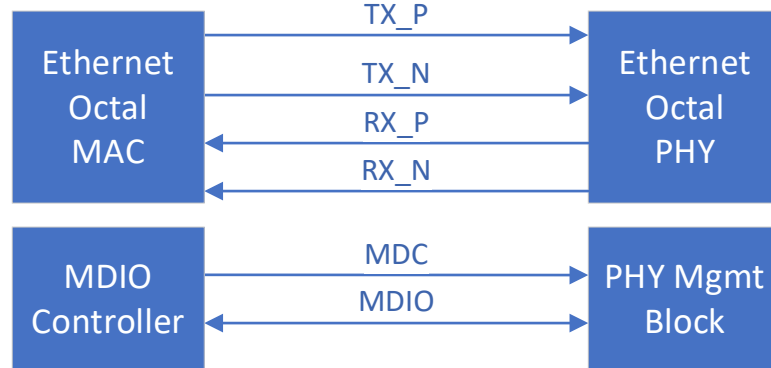 Ethernet
Octal
MAC
TX_P
TX_N
RX_P
RX_N
Ethernet
Octal
PHY
MDIO
Controller
MDC
MDIO
PHY Mgmt
Block